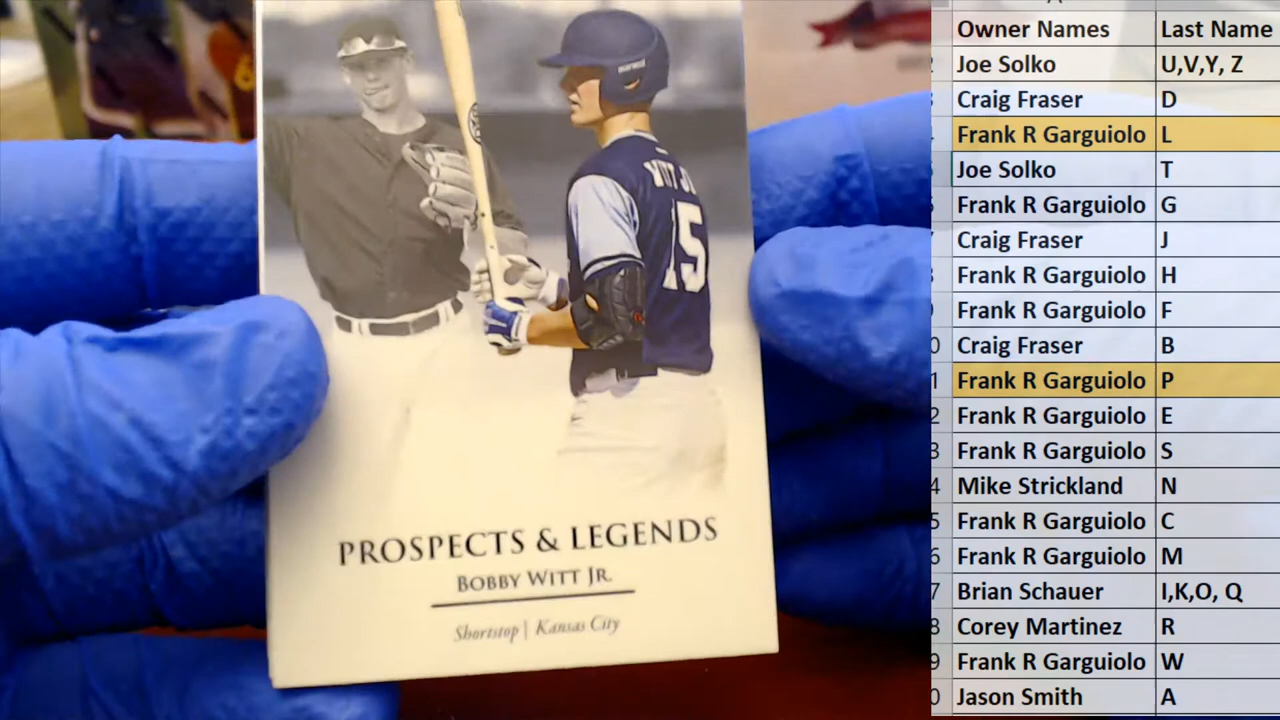 WITT JR
15
PROSPECTS & LEGENDS
BOBBY WITT JR.
Shortstop | Kansas City
Owner Names Last Name
Joe Solko U,V,Y, Z
Craig Fraser D
Frank R Garguiolo L
Joe Solko T
Frank R Garguiolo G
Craig Fraser J
Frank R Garguiolo H
Frank R Garguiolo F
Craig Fraser B
Frank R Garguiolo P
Frank R Garguiolo E
Frank R Garguiolo S
Mike Strickland N
Frank R Garguiolo C
Frank R Garguiolo M
Brian Schauer I,K,O, Q
Corey Martinez R
Frank R Garguiolo W
Jason Smith A